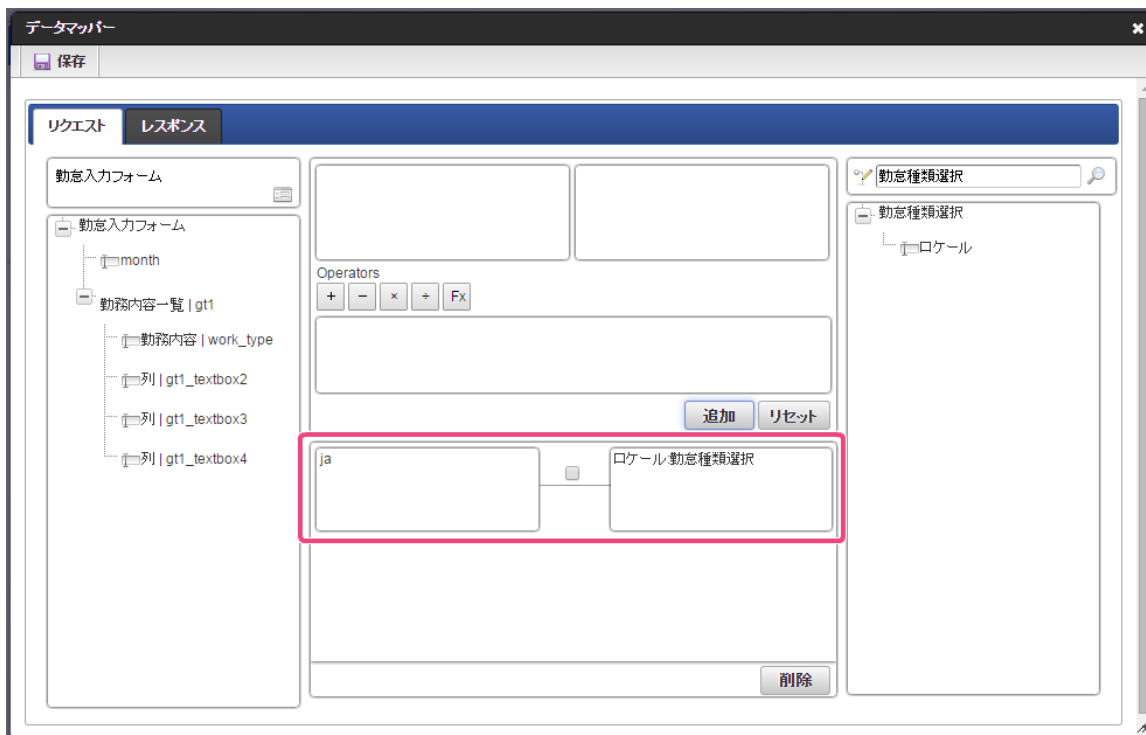 データマッパー
保存
リクエスト
レスポンス
勤怠入力フォーム
勤怠入力フォーム
month
勤務内容一覧 | gt1
勤務内容 | work_type
列 | gt1_textbox2
列 | gt1_textbox3
列 | gt1_textbox4
Operators
+ − × ÷ Fx
追加
リセット
ja
ロケール:勤怠種類選択
削除
勤怠種類選択
勤怠種類選択
ロケール